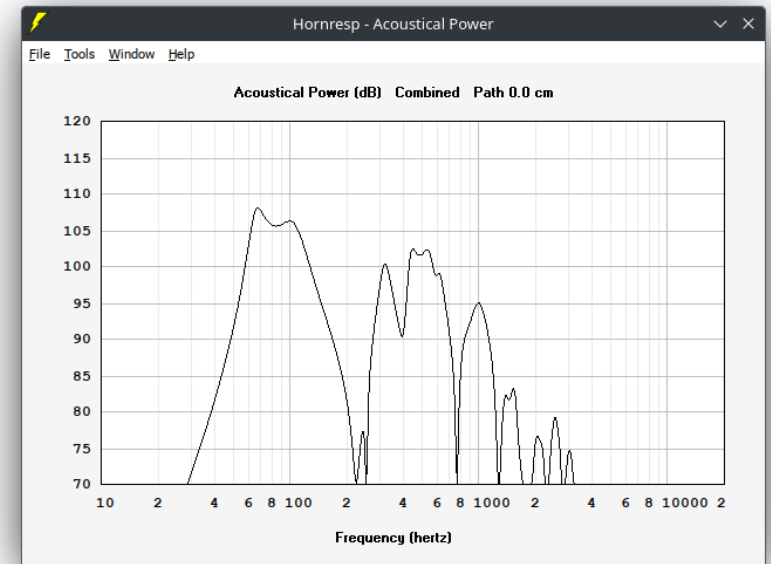 Hornresp - Acoustical Power
File Tools Window Help
Acoustical Power (dB) Combined Path 0.0 cm
120
115
110
105
100
95
90
85
80
75
70
10 2 4 6 8 100 2 4 6 8 1000 2 4 6 8 10000 2
Frequency (hertz)